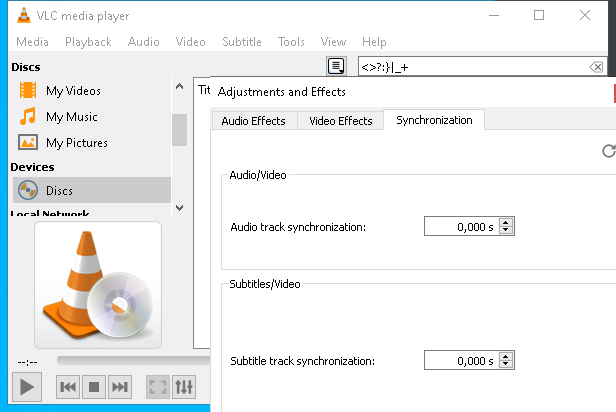 VLC media player
Media Playback Audio Video Subtitle Tools View Help
Discs
<>?:}|_+
My Videos
My Music
My Pictures
Devices
Discs
Local Network
--:--
Adjustments and Effects
Audio Effects Video Effects Synchronization
Audio/Video
Audio track synchronization: 0,000 s
Subtitles/Video
Subtitle track synchronization: 0,000 s